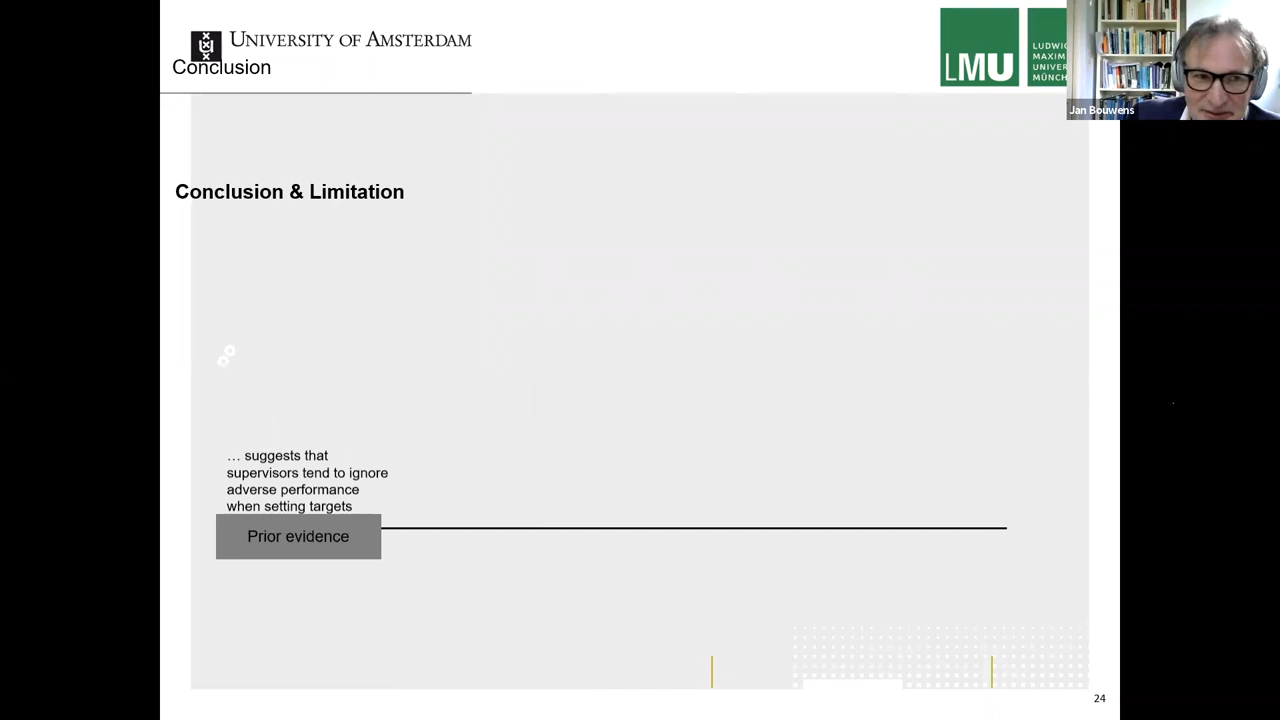 UNIVERSITY OF AMSTERDAM
Conclusion
LMU
LUDWIG
MAXIM
UNIVER
MÜNCH
Jan Bouwens
Conclusion & Limitation
… suggests that
supervisors tend to ignore
adverse performance
when setting targets
Prior evidence
24